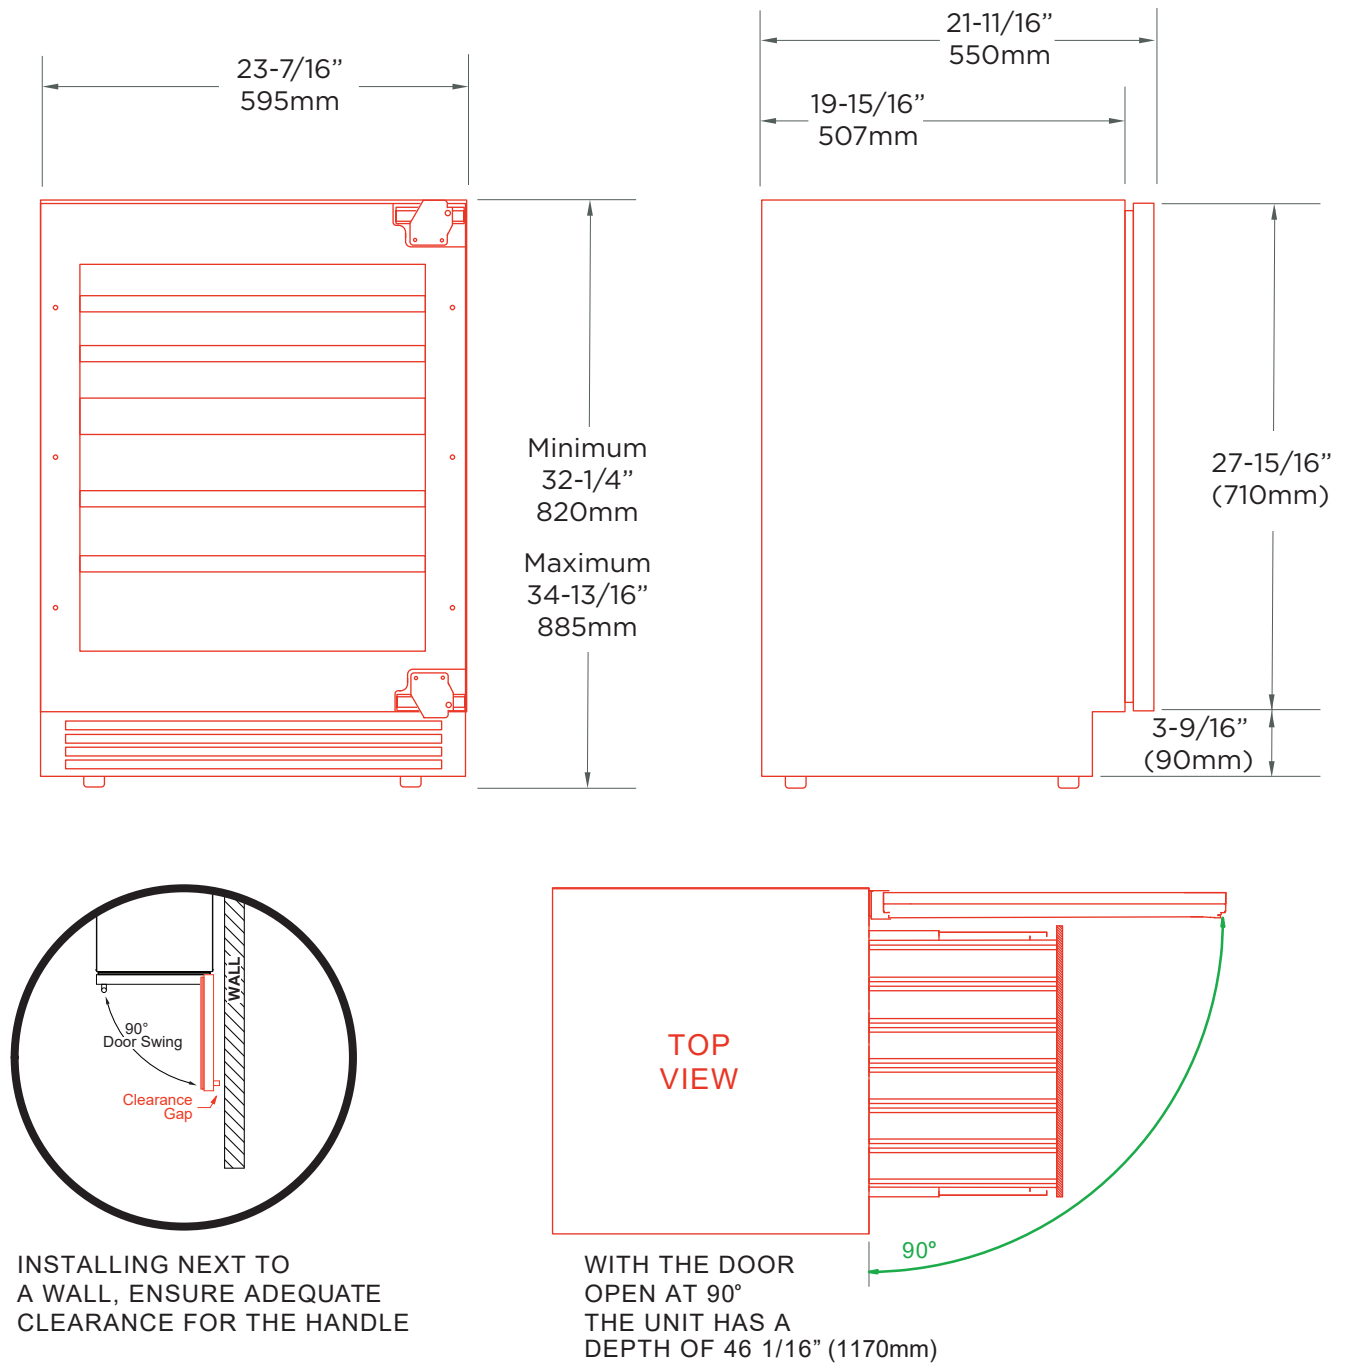 23-7/16”
595mm
21-11/16”
550mm
19-15/16”
507mm
Minimum
32-1/4”
820mm
Maximum
34-13/16”
885mm
27-15/16”
(710mm)
3-9/16”
(90mm)
WALL
90°
Door Swing
Clearance
Gap
INSTALLING NEXT TO
A WALL, ENSURE ADEQUATE
CLEARANCE FOR THE HANDLE
TOP
VIEW
90°
WITH THE DOOR
OPEN AT 90°
THE UNIT HAS A
DEPTH OF 46 1/16” (1170mm)